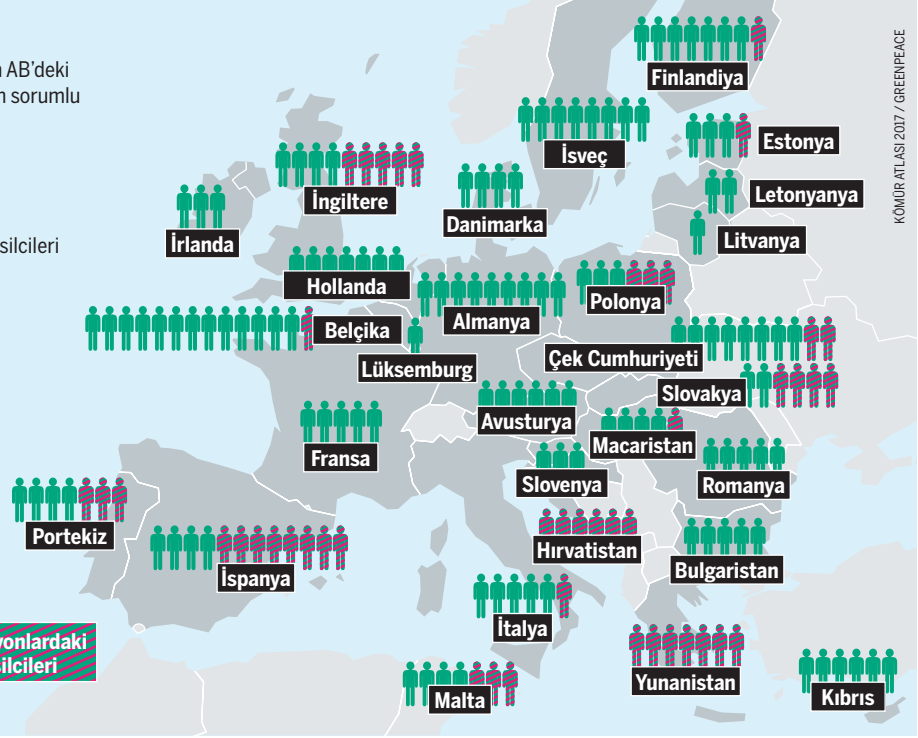 AB’deki
sorumlu
Finlandiya
KÖMÜR ATLASI 2017 / GREENPEACE
Estonya
İsveç
Letonyanya
İngiltere
Danimarka
İrlanda
Litvanya
silcileri
Hollanda
Polonya
Almanya
Belçika
Çek Cumhuriyeti
Lüksemburg
Slovakya
Avusturya
Macaristan
Fransa
Slovenya
Romanya
Portekiz
Hırvatistan
Bulgaristan
İspanya
İtalya
yonlardaki
silcileri
Yunanistan
Malta
Kıbrıs